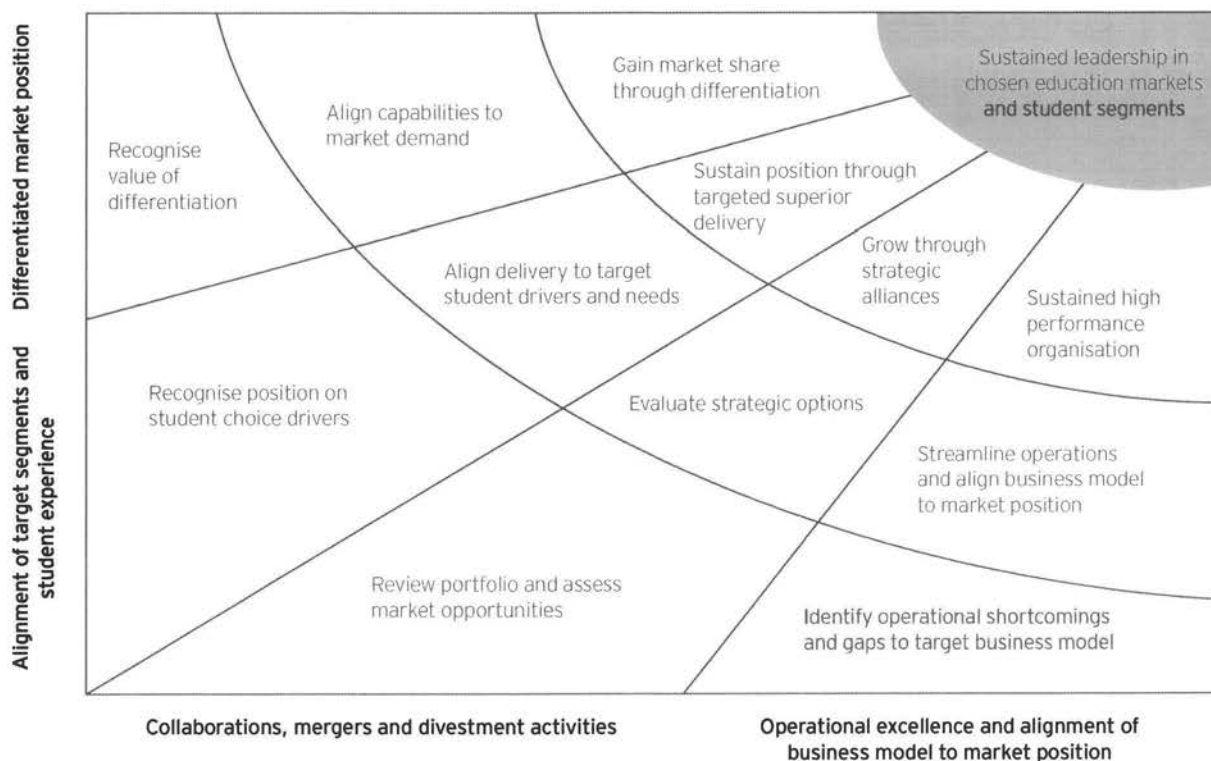 Differentiated market position
Alignment of target segments and
student experience
Recognise
value of
differentiation
Align capabilities to
market demand
Gain market share
through differentiation
Sustained leadership in
chosen education markets
and student segments
Sustain position through
targeted superior
delivery
Align delivery to target
student drivers and needs
Recognise position on
student choice drivers
Grow through
strategic
alliances
Evaluate strategic options
Review portfolio and assess
market opportunities
Sustained high
performance
organisation
Streamline operations
and align business model
to market position
Identify operational shortcomings
and gaps to target business model
Collaborations, mergers and divestment activities
Operational excellence and alignment of
business model to market position